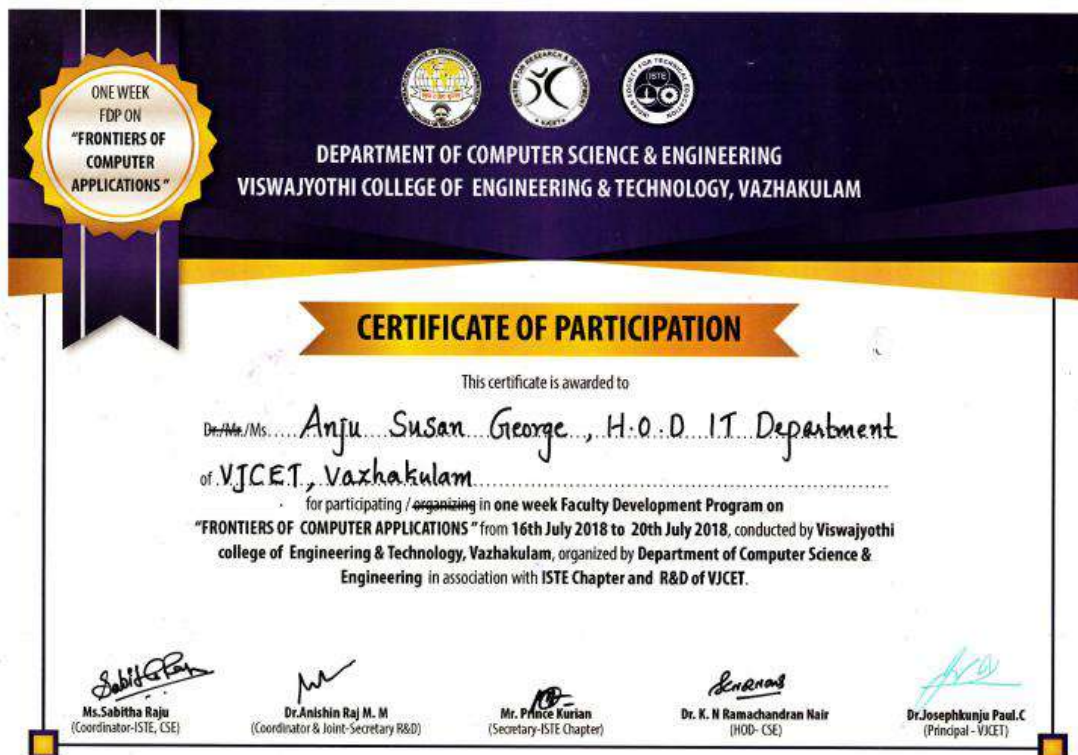 ONE WEEK
FDP ON
"FRONTIERS OF
COMPUTER
APPLICATIONS"
ISTE
DEPARTMENT OF COMPUTER SCIENCE & ENGINEERING
VISWAJYOTHI COLLEGE OF ENGINEERING & TECHNOLOGY, VAZHAKULAM
CERTIFICATE OF PARTICIPATION
This certificate is awarded to
Dr./Mr./Ms..... Anju Susan George, H.O.D IT Department
of VJCET, Vazhakulam
for participating / organizing in one week Faculty Development Program on
"FRONTIERS OF COMPUTER APPLICATIONS" from 16th July 2018 to 20th July 2018, conducted by Viswajyothi
college of Engineering & Technology, Vazhakulam, organized by Department of Computer Science &
Engineering in association with ISTE Chapter and R&D of VJCET.
Ms.Sabitha Raju
(Coordinator-ISTE, CSE)
Dr.Anishin Raj M. M
(Coordinator & Joint-Secretary R&D)
Mr. Prince Kurian
(Secretary-ISTE Chapter)
Dr. K. N Ramachandran Nair
(HOD- CSE)
Dr.Josephkunju Paul.C
(Principal - VJCET)